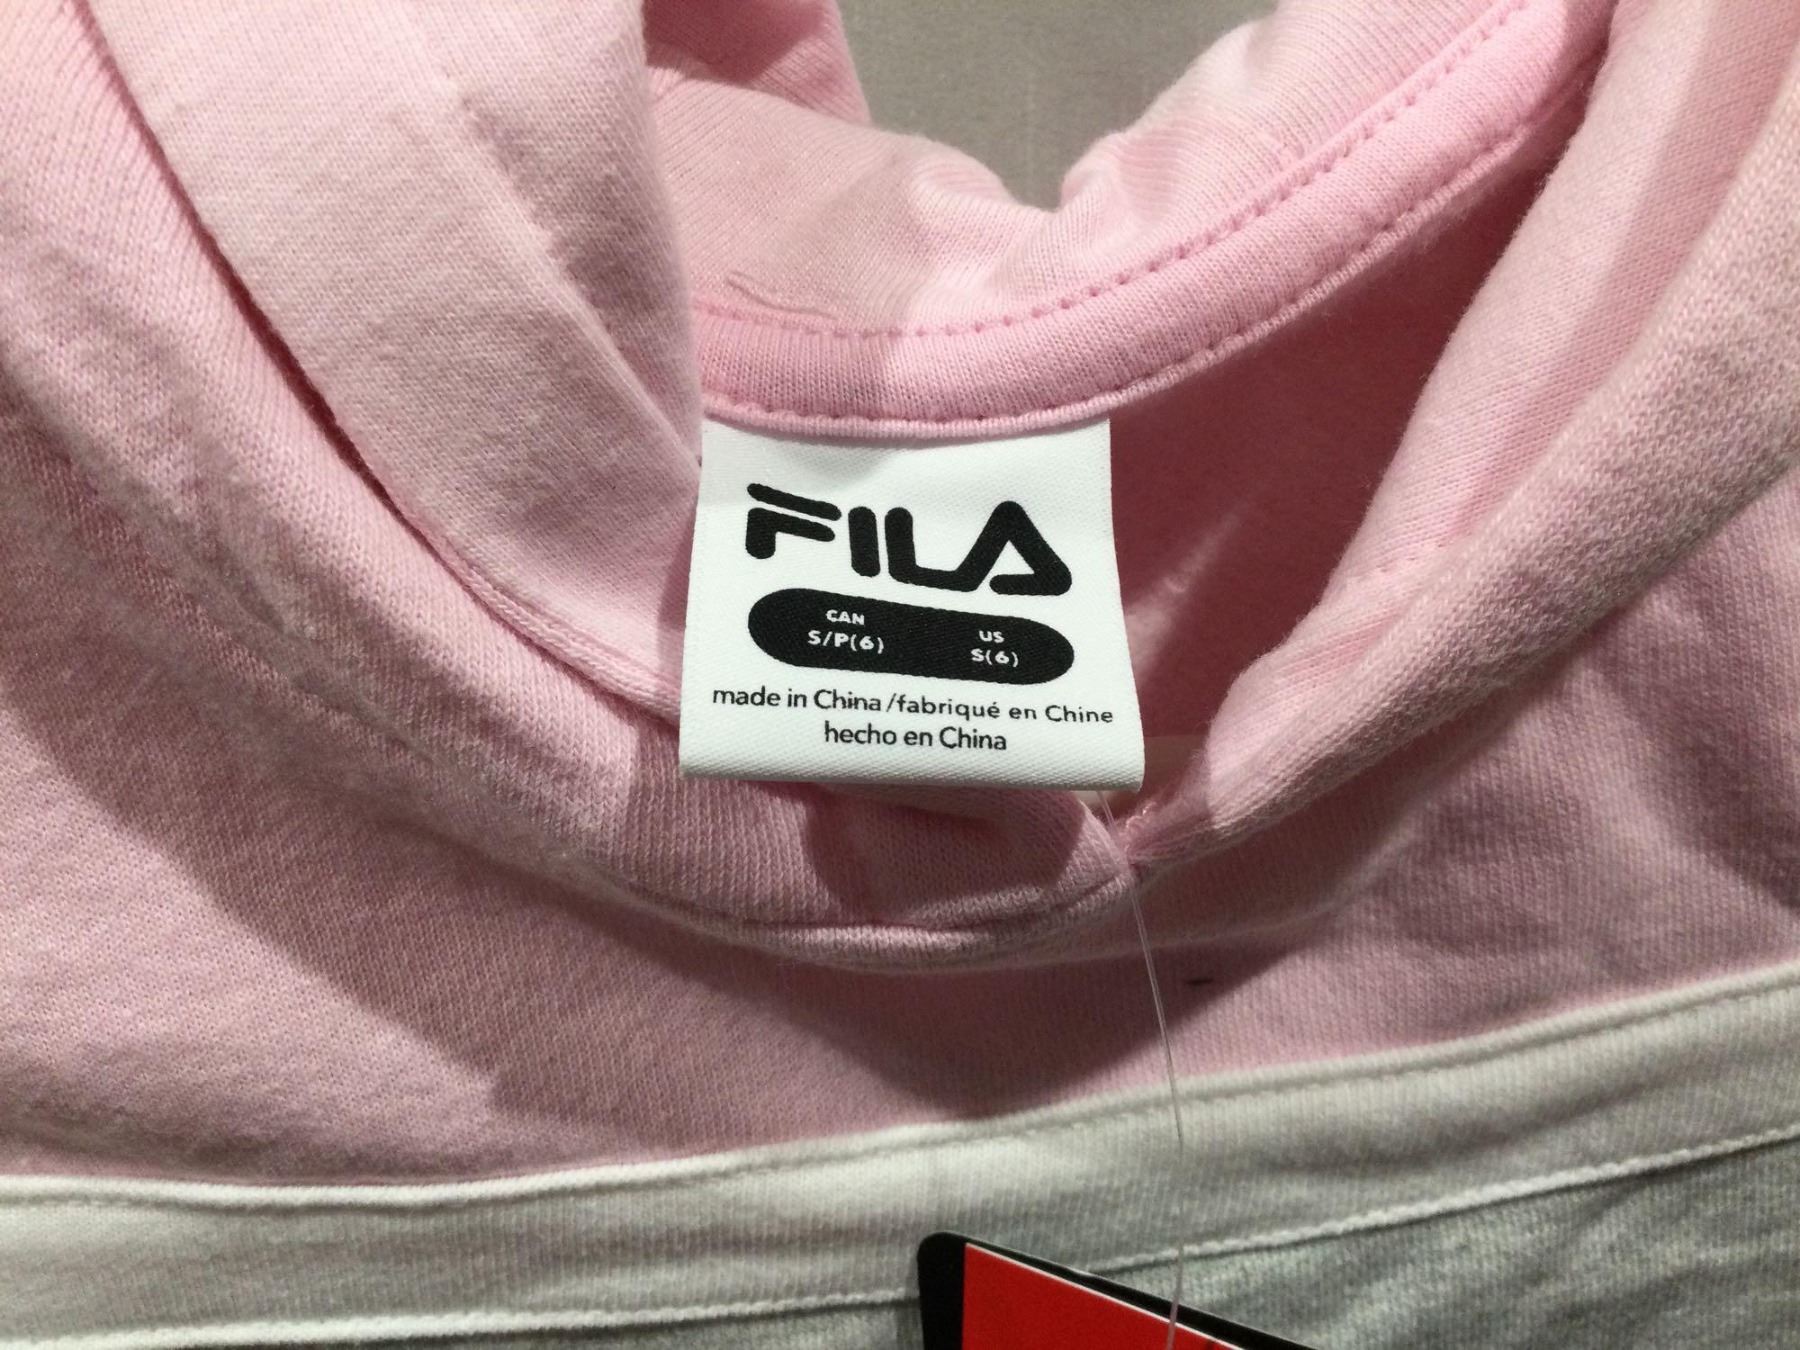 FILA
CAN US
S/P(6) S(6)
made in China/fabriqué en Chine
hecho en China